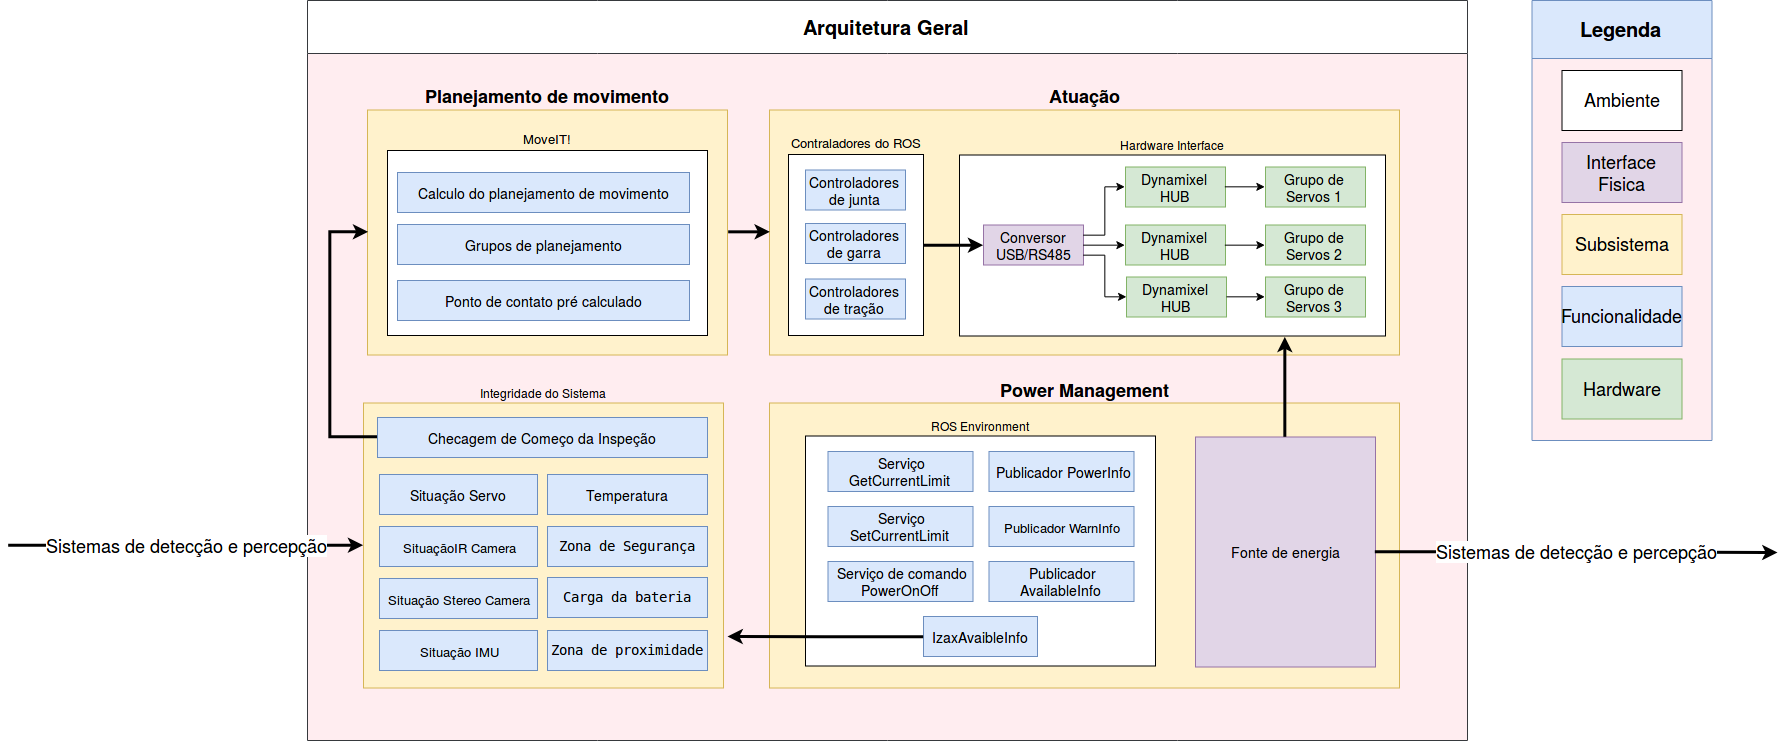 Arquitetura Geral
Planejamento de movimento
MoveIT!
Calculo do planejamento de movimento
Grupos de planejamento
Ponto de contato pré calculado
Atuação
Contraladores do ROS
Controladores
de junta
Controladores
de garra
Controladores
de tração
Hardware Interface
Conversor
USB/RS485
Dynamixel
HUB
Grupo de
Servos 1
Dynamixel
HUB
Grupo de
Servos 2
Dynamixel
HUB
Grupo de
Servos 3
Integridade do Sistema
Checagem de Começo da Inspeção
Situação Servo
Temperatura
SituaçãoIR Camera
Zona de Segurança
Situação Stereo Camera
Carga da bateria
Situação IMU
Zona de proximidade
Sistemas de detecção e percepção
Power Management
ROS Environment
Serviço
GetCurrentLimit
Publicador PowerInfo
Serviço
SetCurrentLimit
Publicador WarnInfo
Serviço de comando
PowerOnOff
Publicador
AvailableInfo
IzaxAvaibleInfo
Fonte de energia
Sistemas de detecção e percepção
Legenda
Ambiente
Interface
Fisica
Subsistema
Funcionalidade
Hardware